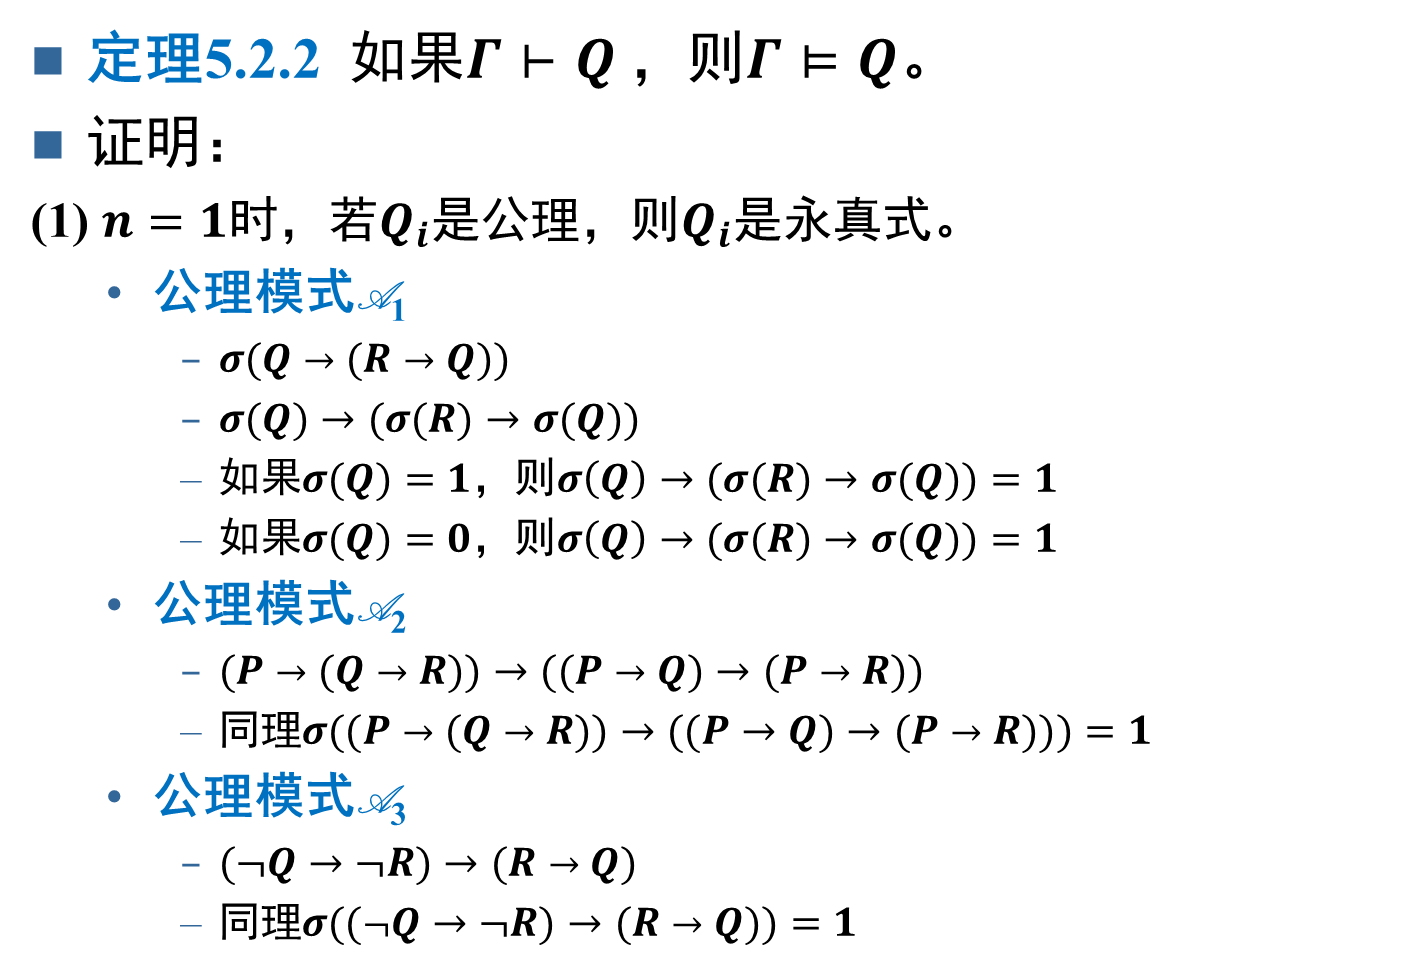 ■ 定理5.2.2 如果Γ ⊢ Q ，则Γ ⊨ Q。
■ 证明：
(1) n = 1时，若Qᵢ是公理，则Qᵢ是永真式。
• 公理模式𝒜₁
– σ(Q → (R → Q))
– σ(Q) → (σ(R) → σ(Q))
– 如果σ(Q) = 1，则σ(Q) → (σ(R) → σ(Q)) = 1
– 如果σ(Q) = 0，则σ(Q) → (σ(R) → σ(Q)) = 1
• 公理模式𝒜₂
– (P → (Q → R)) → ((P → Q) → (P → R))
– 同理σ((P → (Q → R)) → ((P → Q) → (P → R))) = 1
• 公理模式𝒜₃
– (¬Q → ¬R) → (R → Q)
– 同理σ((¬Q → ¬R) → (R → Q)) = 1